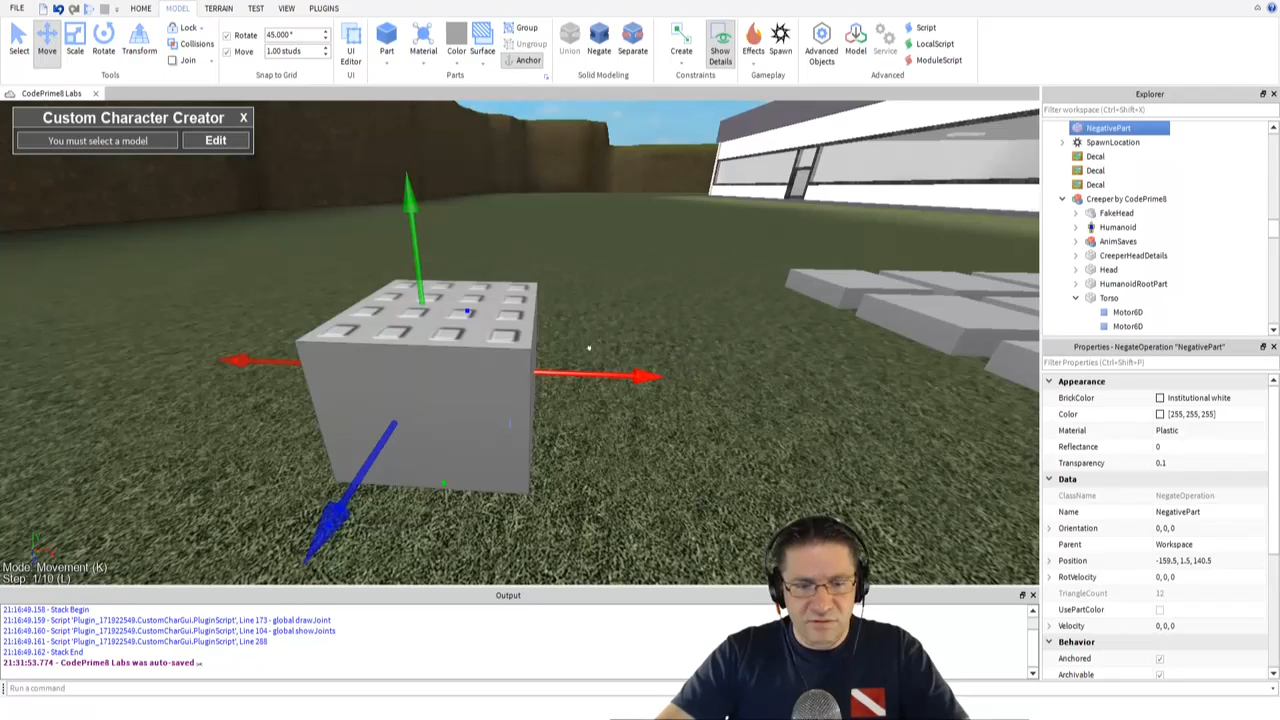 FILE HOME MODEL TERRAIN TEST VIEW PLUGINS
Select Move Scale Rotate Transform
Lock
Collisions
Join
Tools
Rotate 45.000°
Move 1.00 studs
Snap to Grid
UI Editor
UI
Part Material Color Surface
Group
Ungroup
Anchor
Parts
Union Negate Separate
Solid Modeling
Create Show Details
Constraints
Effects Spawn
Gameplay
Advanced Objects Model Service
Script
LocalScript
ModuleScript
Advanced
CodePrime8 Labs x
Custom Character Creator X
You must select a model Edit
Mode: Movement (K)
Step: 1/10 (L)
Explorer
Filter workspace (Ctrl+Shift+X)
NegativePart
SpawnLocation
Decal
Decal
Decal
Creeper by CodePrime8
FakeHead
Humanoid
AnimSaves
CreeperHeadDetails
Head
HumanoidRootPart
Torso
Motor6D
Motor6D
Properties - NegateOperation "NegativePart"
Filter Properties (Ctrl+Shift+P)
Appearance
BrickColor Institutional white
Color [255, 255, 255]
Material Plastic
Reflectance 0
Transparency 0.1
Data
ClassName NegateOperation
Name NegativePart
Orientation 0, 0, 0
Parent Workspace
Position -159.5, 1.5, 140.5
RotVelocity 0, 0, 0
TriangleCount 12
UsePartColor
Velocity 0, 0, 0
Behavior
Anchored
Archivable
Output
21:16:49.158 - Stack Begin
21:16:49.159 - Script 'Plugin_171922549.CustomCharGui.PluginScript', Line 173 - global drawJoint
21:16:49.160 - Script 'Plugin_171922549.CustomCharGui.PluginScript', Line 104 - global showJoints
21:16:49.161 - Script 'Plugin_171922549.CustomCharGui.PluginScript', Line 288
21:16:49.162 - Stack End
21:31:53.774 - CodePrime8 Labs was auto-saved
Run a command